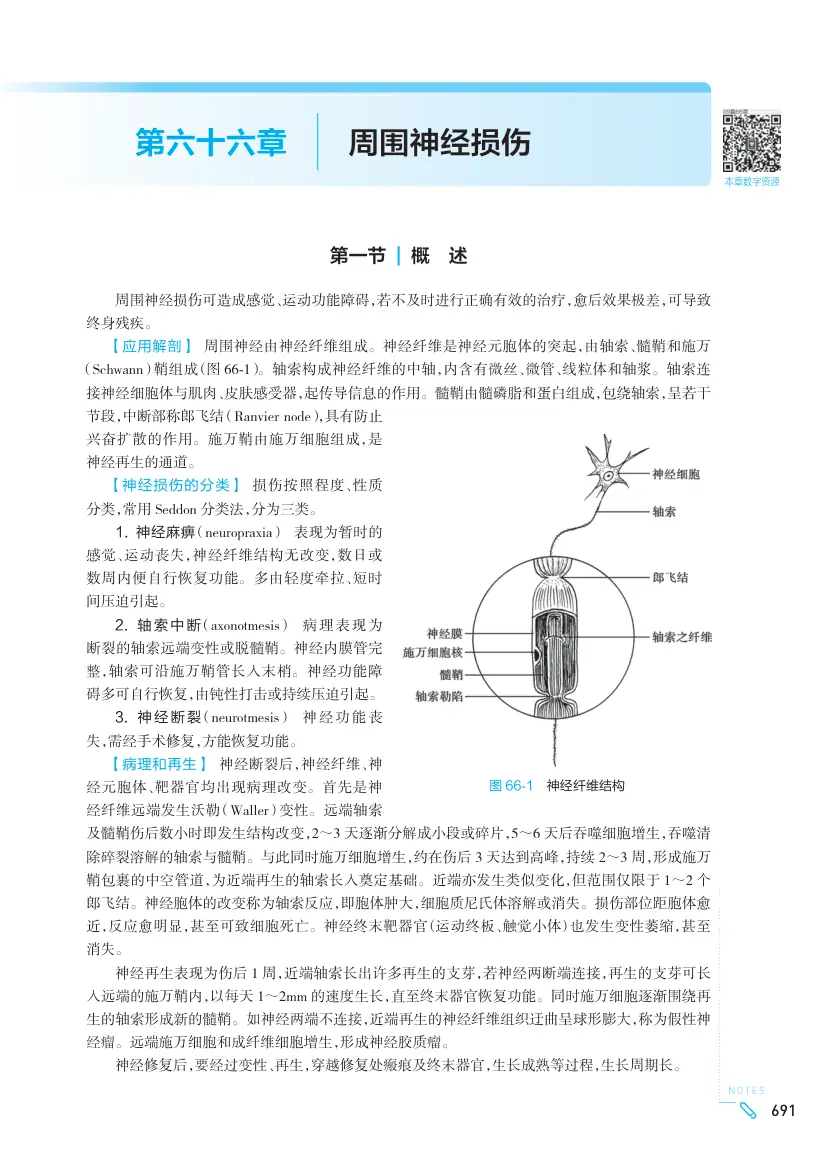 第六十六章 周围神经损伤
09篇66章
本章数字资源
第一节 | 概 述
周围神经损伤可造成感觉、运动功能障碍,若不及时进行正确有效的治疗,愈后效果极差,可导致
终身残疾。
【应用解剖】 周围神经由神经纤维组成。神经纤维是神经元胞体的突起,由轴索、髓鞘和施万
(Schwann)鞘组成(图 66-1)。轴索构成神经纤维的中轴,内含有微丝、微管、线粒体和轴浆。轴索连
接神经细胞体与肌肉、皮肤感受器,起传导信息的作用。髓鞘由髓磷脂和蛋白组成,包绕轴索,呈若干
节段,中断部称郎飞结(Ranvier node),具有防止
兴奋扩散的作用。施万鞘由施万细胞组成,是
神经再生的通道。
【神经损伤的分类】 损伤按照程度、性质
分类,常用 Seddon 分类法,分为三类。
1. 神经麻痹(neuropraxia) 表现为暂时的
感觉、运动丧失,神经纤维结构无改变,数日或
数周内便自行恢复功能。多由轻度牵拉、短时
间压迫引起。
2. 轴索中断(axonotmesis) 病理表现为
断裂的轴索远端变性或脱髓鞘。神经内膜管完
整,轴索可沿施万鞘管长入末梢。神经功能障
碍多可自行恢复,由钝性打击或持续压迫引起。
3. 神经断裂(neurotmesis) 神经功能丧
失,需经手术修复,方能恢复功能。
【病理和再生】 神经断裂后,神经纤维、神
经元胞体、靶器官均出现病理改变。首先是神
经纤维远端发生沃勒(Waller)变性。远端轴索
神经细胞
轴索
郎飞结
神经膜
轴索之纤维
施万细胞核
髓鞘
轴索勒陷
图 66-1 神经纤维结构
及髓鞘伤后数小时即发生结构改变,2～3 天逐渐分解成小段或碎片,5～6 天后吞噬细胞增生,吞噬清
除碎裂溶解的轴索与髓鞘。与此同时施万细胞增生,约在伤后 3 天达到高峰,持续 2～3 周,形成施万
鞘包裹的中空管道,为近端再生的轴索长入奠定基础。近端亦发生类似变化,但范围仅限于 1～2 个
郎飞结。神经胞体的改变称为轴索反应,即胞体肿大,细胞质尼氏体溶解或消失。损伤部位距胞体愈
近,反应愈明显,甚至可致细胞死亡。神经终末靶器官(运动终板、触觉小体)也发生变性萎缩,甚至
消失。
神经再生表现为伤后 1 周,近端轴索长出许多再生的支芽,若神经两断端连接,再生的支芽可长
入远端的施万鞘内,以每天 1～2mm 的速度生长,直至终末器官恢复功能。同时施万细胞逐渐围绕再
生的轴索形成新的髓鞘。如神经两端不连接,近端再生的神经纤维组织迂曲呈球形膨大,称为假性神
经瘤。远端施万细胞和成纤维细胞增生,形成神经胶质瘤。
神经修复后,要经过变性、再生,穿越修复处瘢痕及终末器官,生长成熟等过程,生长周期长。
NOTES
691